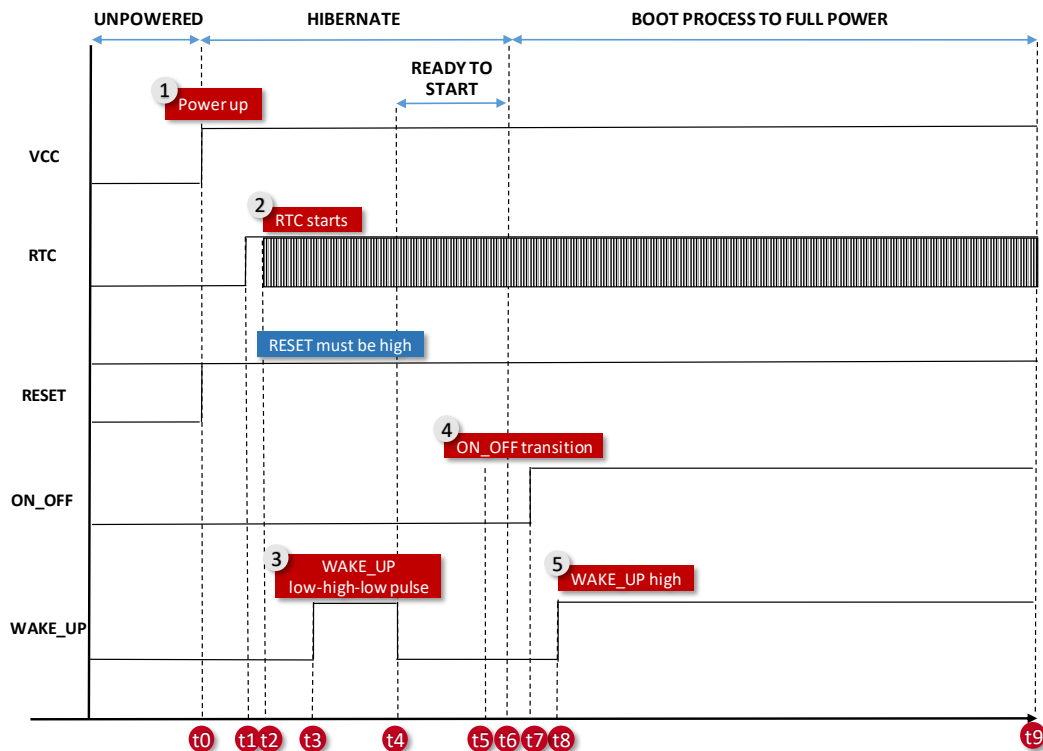 UNPOWERED
HIBERNATE
BOOT PROCESS TO FULL POWER
READY TO
START
1
Power up
VCC
2
RTC starts
RTC
RESET must be high
RESET
4
ON_OFF transition
ON_OFF
3
WAKE_UP
low-high-low pulse
5
WAKE_UP high
WAKE_UP
t0
t1
t2
t3
t4
t5
t6
t7
t8
t9